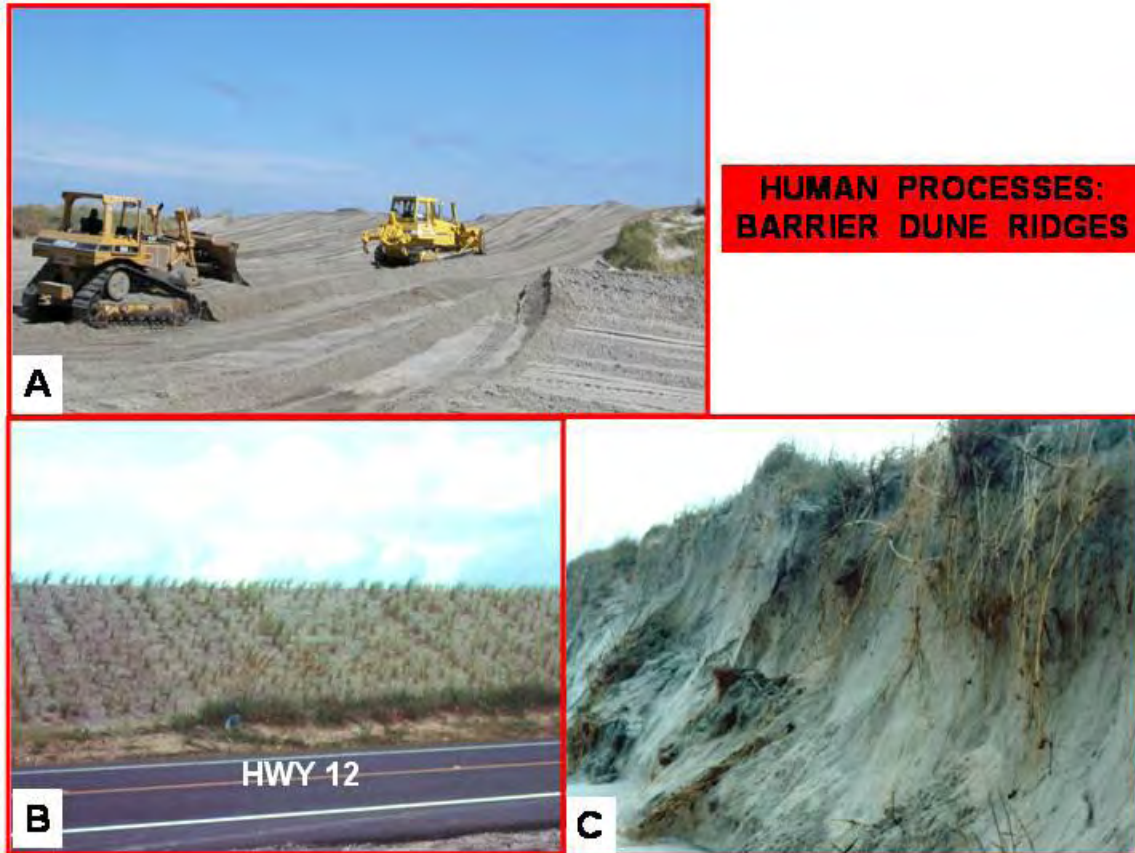 HUMAN PROCESSES:
BARRIER DUNE RIDGES
A
HWY 12
B
C